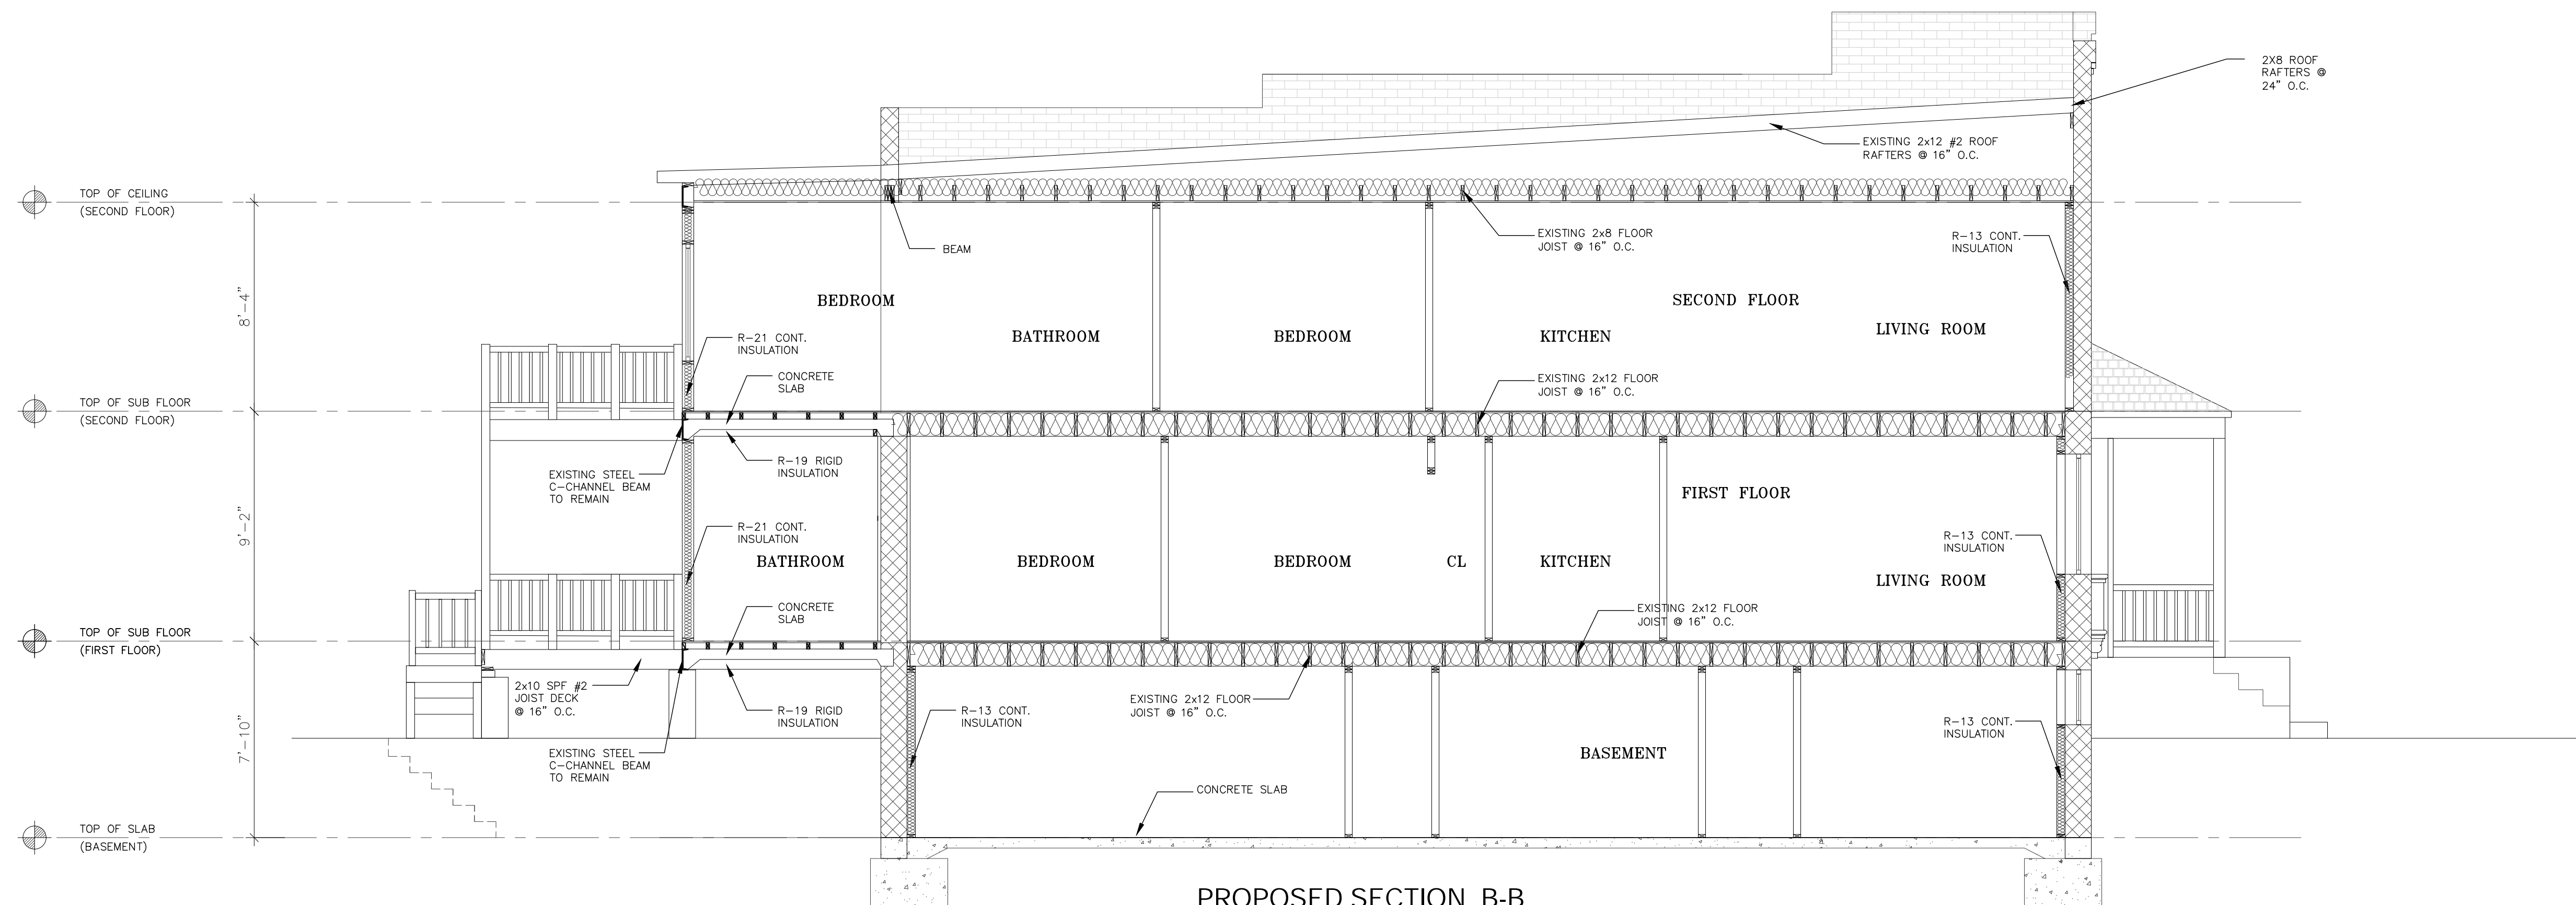 2X8 ROOF
RAFTERS @
24" O.C.
EXISTING 2x12 #2 ROOF
RAFTERS @ 16" O.C.
TOP OF CEILING
(SECOND FLOOR)
BEAM
EXISTING 2x8 FLOOR
JOIST @ 16" O.C.
R-13 CONT.
INSULATION
8'-4"
BEDROOM
SECOND FLOOR
BATHROOM
BEDROOM
KITCHEN
LIVING ROOM
R-21 CONT.
INSULATION
CONCRETE
SLAB
EXISTING 2x12 FLOOR
JOIST @ 16" O.C.
TOP OF SUB FLOOR
(SECOND FLOOR)
R-19 RIGID
INSULATION
EXISTING STEEL
C-CHANNEL BEAM
TO REMAIN
9'-2"
FIRST FLOOR
R-21 CONT.
INSULATION
R-13 CONT.
INSULATION
BATHROOM
BEDROOM
BEDROOM
CL
KITCHEN
LIVING ROOM
CONCRETE
SLAB
EXISTING 2x12 FLOOR
JOIST @ 16" O.C.
TOP OF SUB FLOOR
(FIRST FLOOR)
2x10 SPF #2
JOIST DECK
@ 16" O.C.
R-19 RIGID
INSULATION
R-13 CONT.
INSULATION
EXISTING 2x12 FLOOR
JOIST @ 16" O.C.
R-13 CONT.
INSULATION
7'-10"
EXISTING STEEL
C-CHANNEL BEAM
TO REMAIN
BASEMENT
CONCRETE SLAB
TOP OF SLAB
(BASEMENT)
PROPOSED SECTION B-B